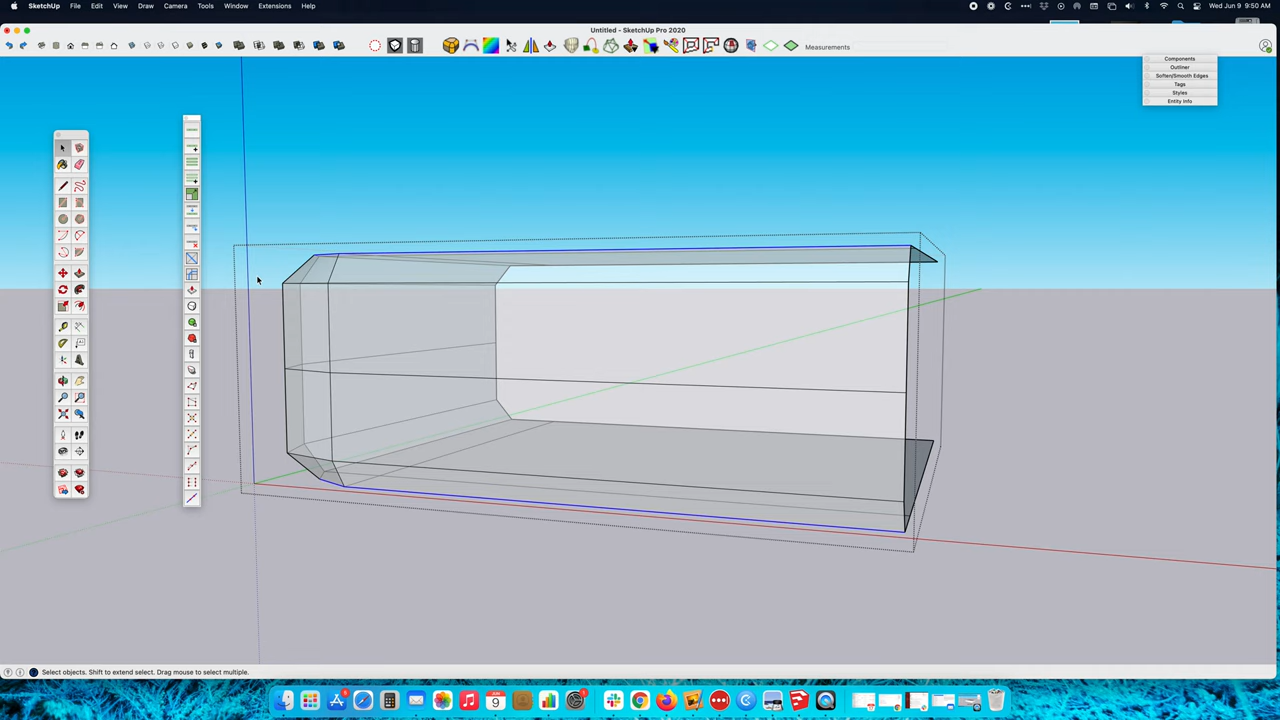 SketchUp File Edit View Draw Camera Tools Window Extensions Help
Wed Jun 9 9:50 AM
Untitled - SketchUp Pro 2020
Measurements
Components
Outliner
Soften/Smooth Edges
Tags
Styles
Entity Info
Select objects. Shift to extend select. Drag mouse to select multiple.
JUN
9